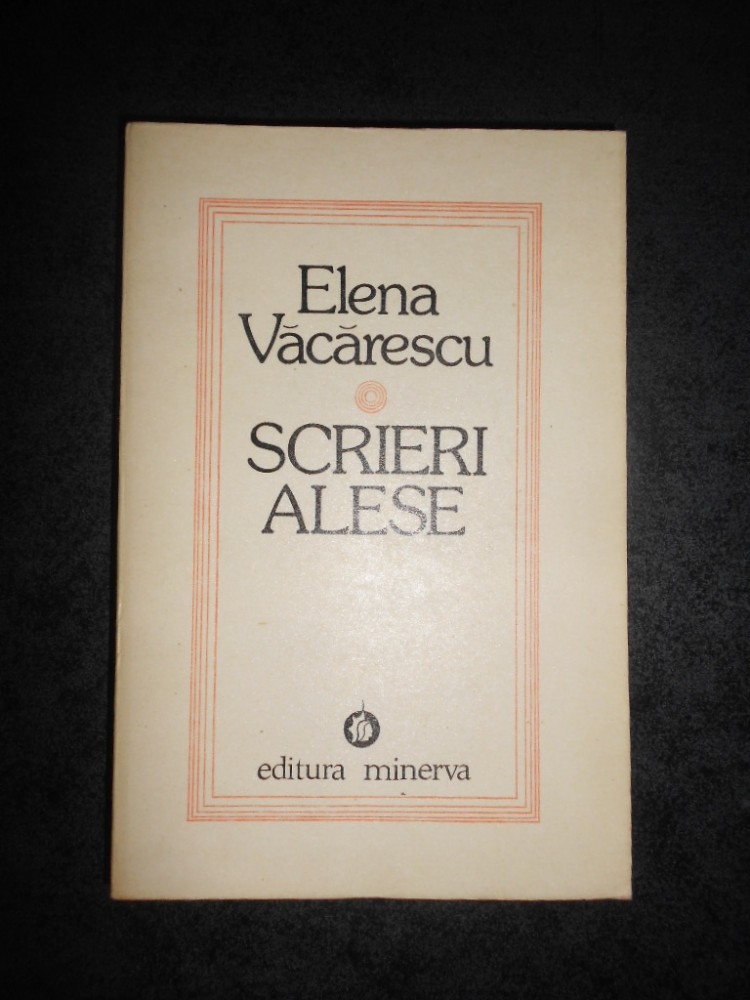 Elena
Văcărescu
SCRIERI
ALESE
editura minerva